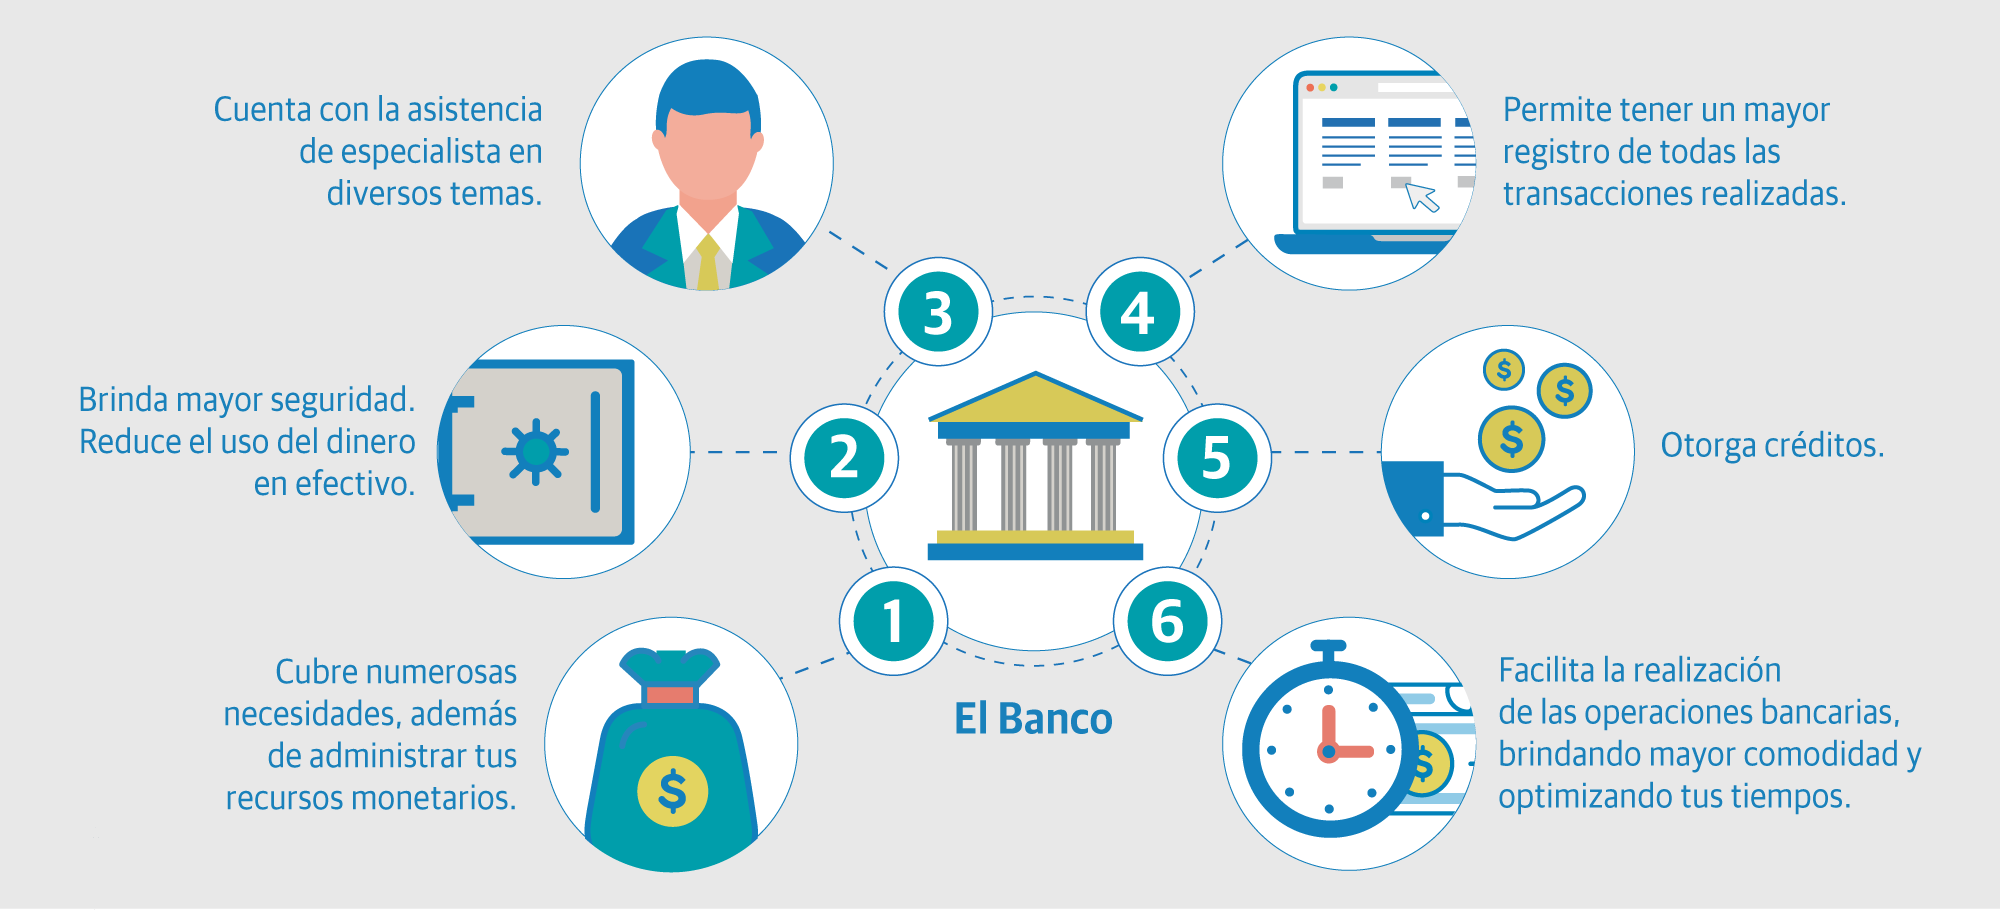 Cuenta con la asistencia
de especialista en
diversos temas.
3
Brinda mayor seguridad.
Reduce el uso del dinero
en efectivo.
2
Cubre numerosas
necesidades, además
de administrar tus
recursos monetarios.
$
1
El Banco
4
Permite tener un mayor
registro de todas las
transacciones realizadas.
5
$
$
$
Otorga créditos.
6
$
Facilita la realización
de las operaciones bancarias,
brindando mayor comodidad y
optimizando tus tiempos.